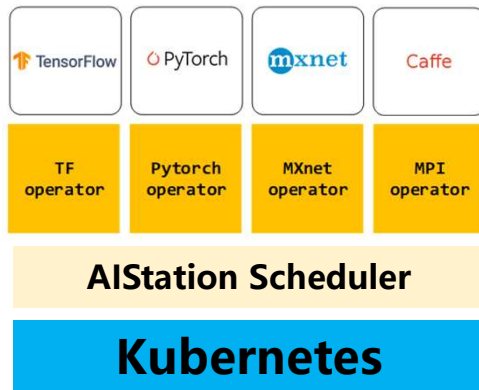 TensorFlow
PyTorch
mxnet
Caffe
TF
operator
Pytorch
operator
MXnet
operator
MPI
operator
AIStation Scheduler
Kubernetes